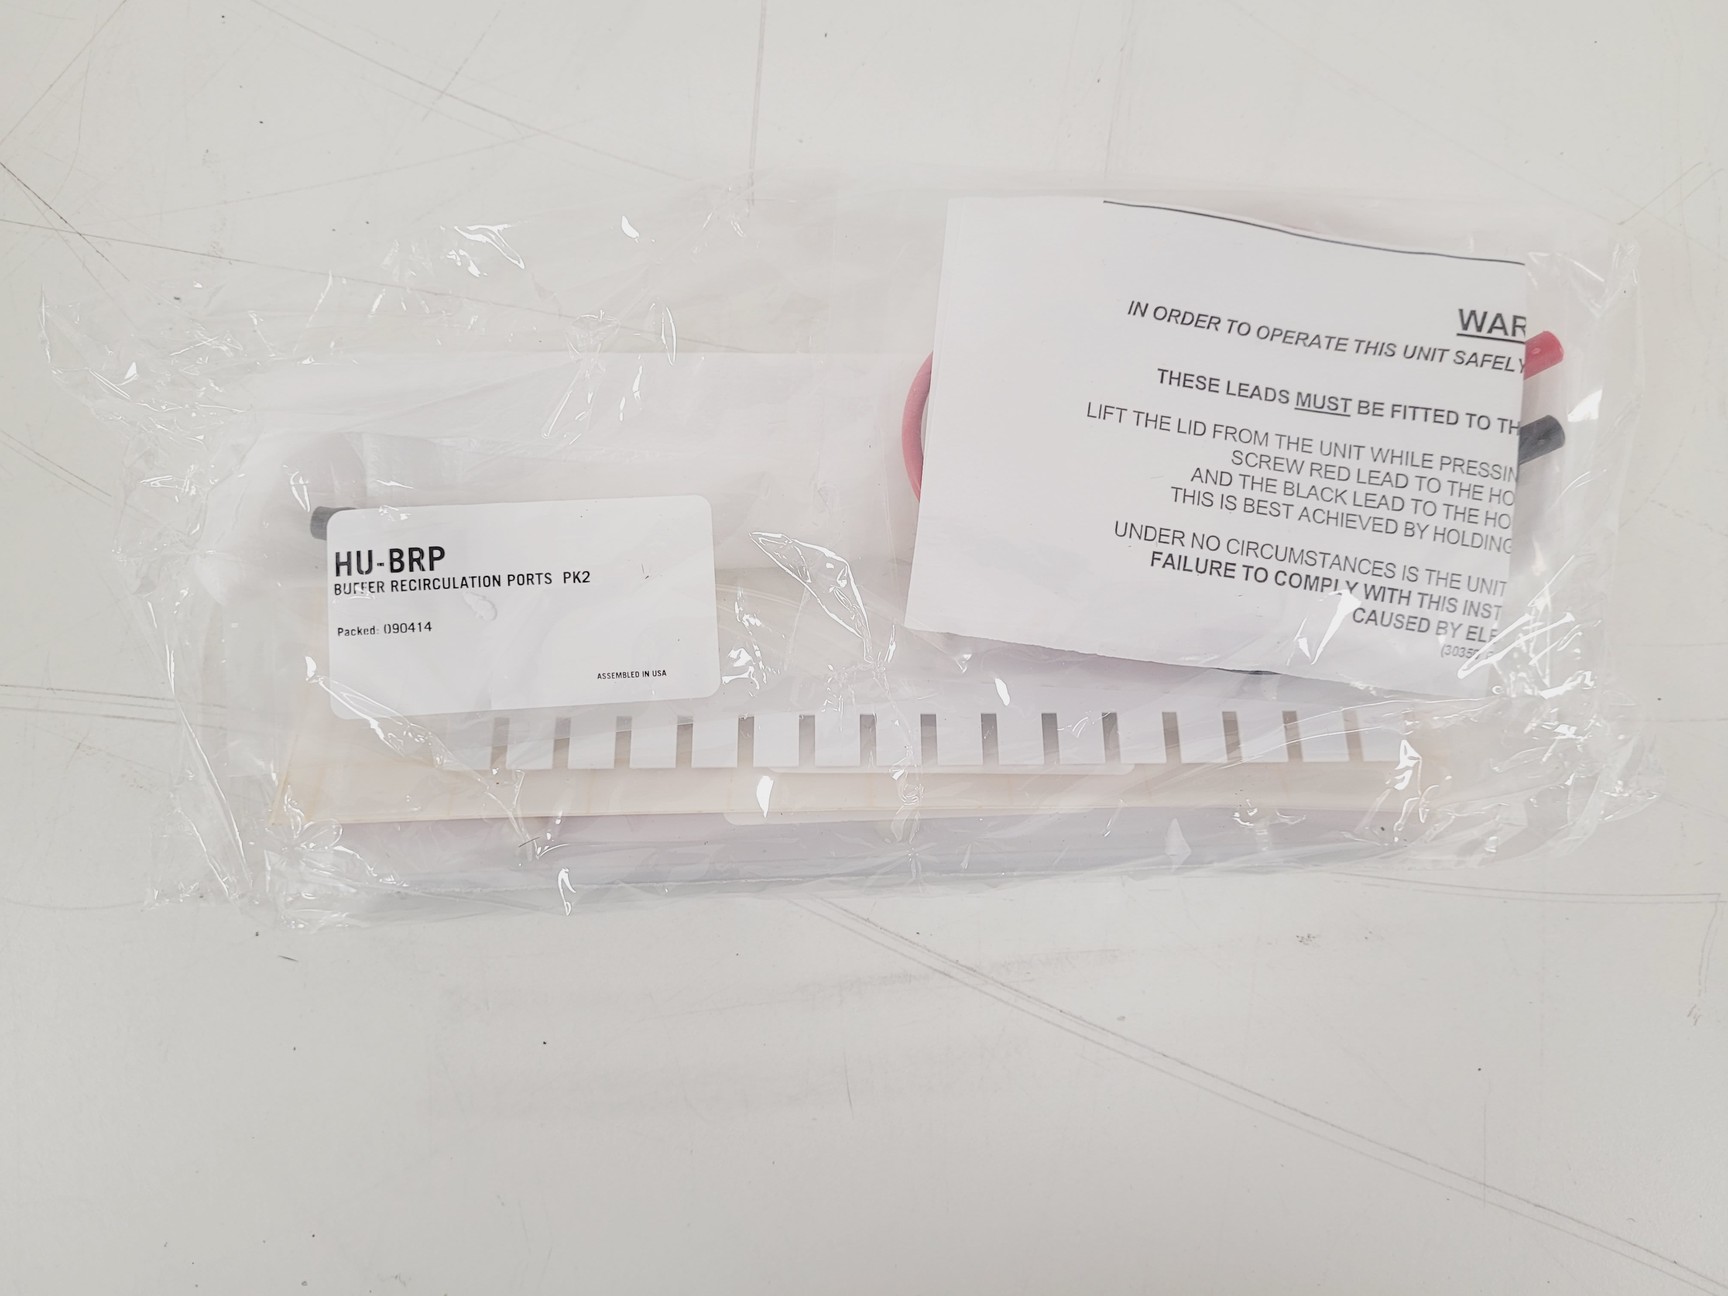 HU-BRP
BUFFER RECIRCULATION PORTS PK2
Packed: 090414
ASSEMBLED IN USA
WAR
IN ORDER TO OPERATE THIS UNIT SAFELY
THESE LEADS MUST BE FITTED TO TH
LIFT THE LID FROM THE UNIT WHILE PRESSIN
SCREW RED LEAD TO THE HO
AND THE BLACK LEAD TO THE HO
THIS IS BEST ACHIEVED BY HOLDING
UNDER NO CIRCUMSTANCES IS THE UNIT
FAILURE TO COMPLY WITH THIS INST
CAUSED BY ELE